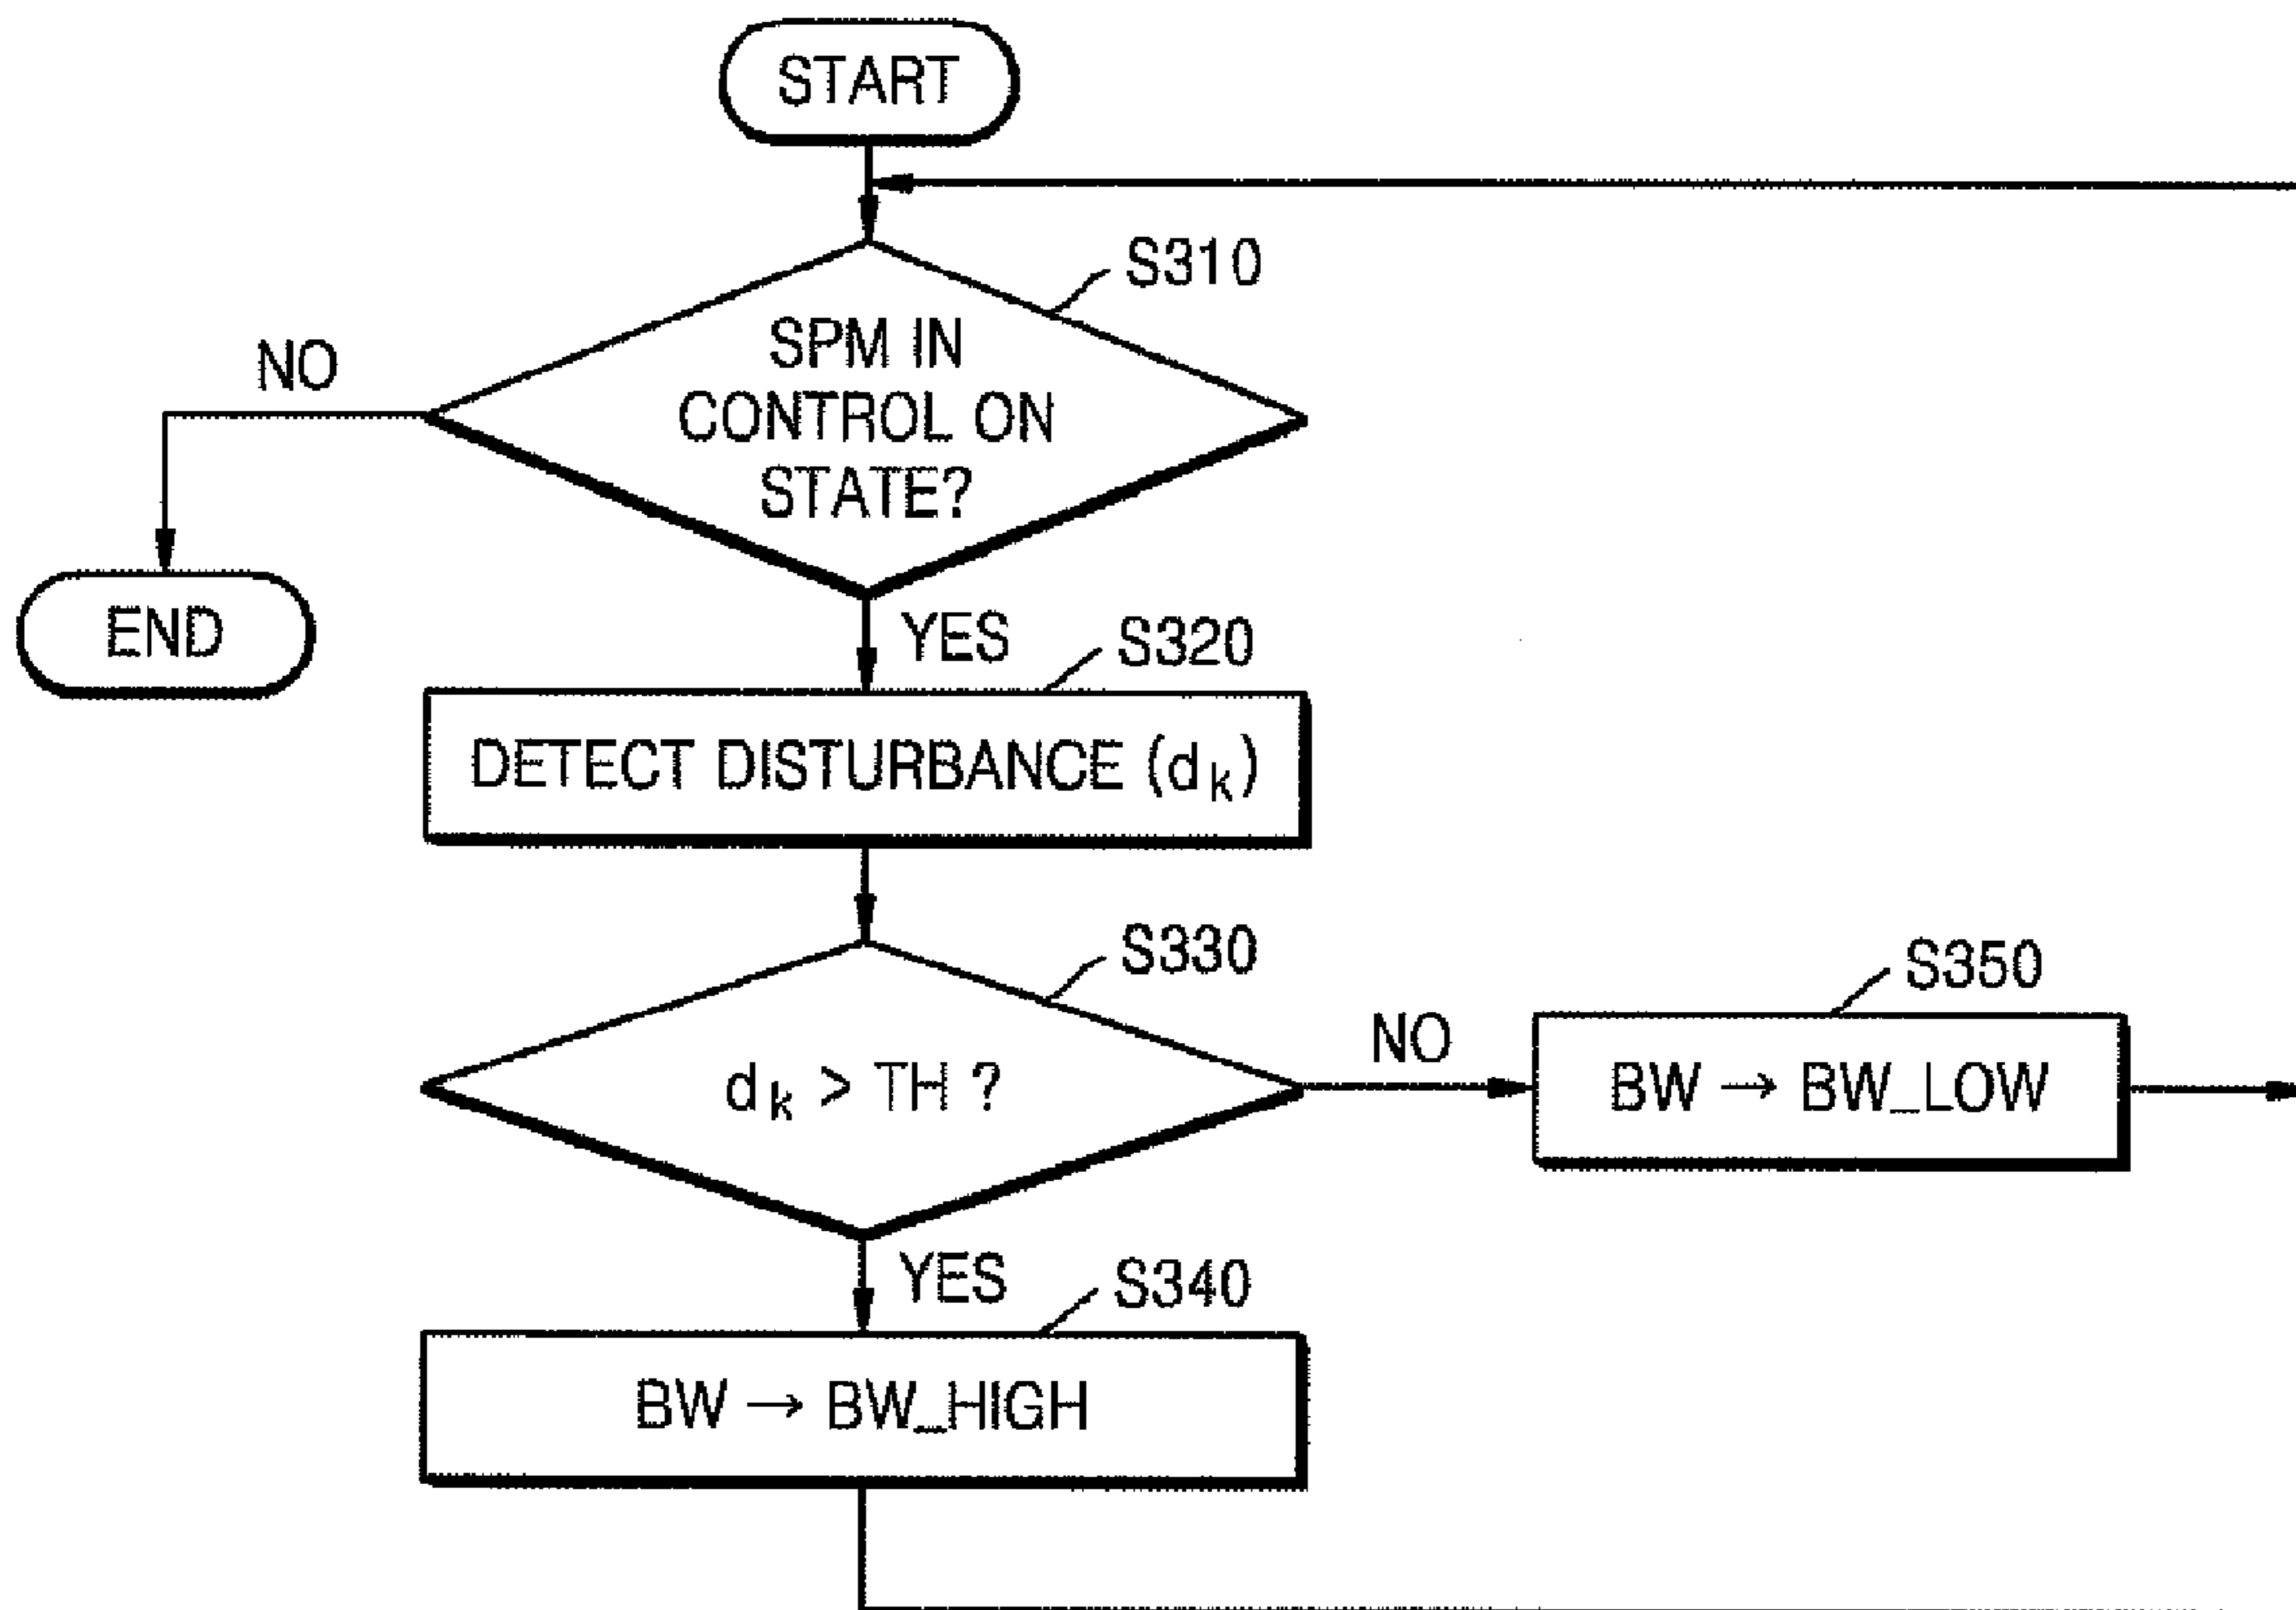 START
S310
SPM IN
CONTROL ON
STATE?
NO
END
YES
S320
DETECT DISTURBANCE (dk)
S330
dk > TH ?
NO
S350
BW → BW_LOW
YES
S340
BW → BW_HIGH